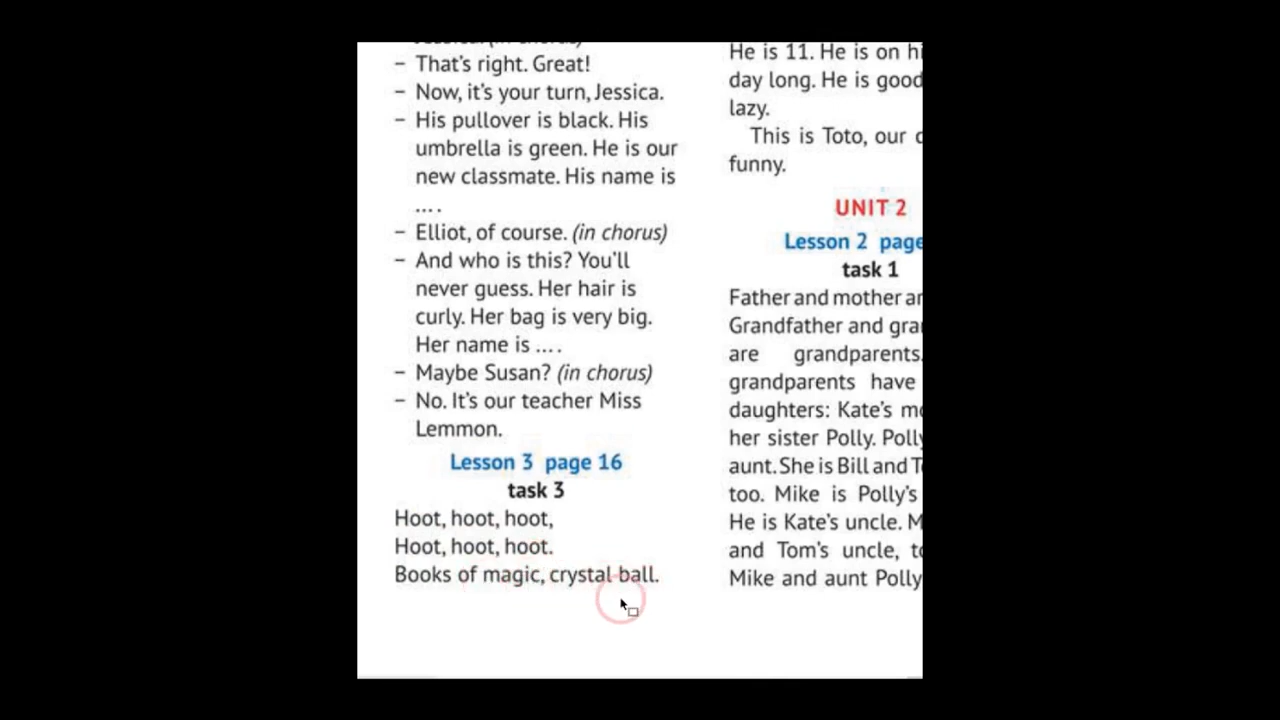 – That's right. Great!
– Now, it's your turn, Jessica.
– His pullover is black. His
umbrella is green. He is our
new classmate. His name is
... .
– Elliot, of course. (in chorus)
– And who is this? You'll
never guess. Her hair is
curly. Her bag is very big.
Her name is ... .
– Maybe Susan? (in chorus)
– No. It's our teacher Miss
Lemmon.
Lesson 3 page 16
task 3
Hoot, hoot, hoot,
Hoot, hoot, hoot.
Books of magic, crystal ball.
He is 11. He is on
day long. He is good
lazy.
This is Toto, our
funny.
UNIT 2
Lesson 2 page
task 1
Father and mother
Grandfather and
are grandparents.
grandparents have
daughters: Kate's
her sister Polly.
aunt. She is Bill and
too. Mike is Polly's
He is Kate's uncle.
and Tom's uncle,
Mike and aunt Polly